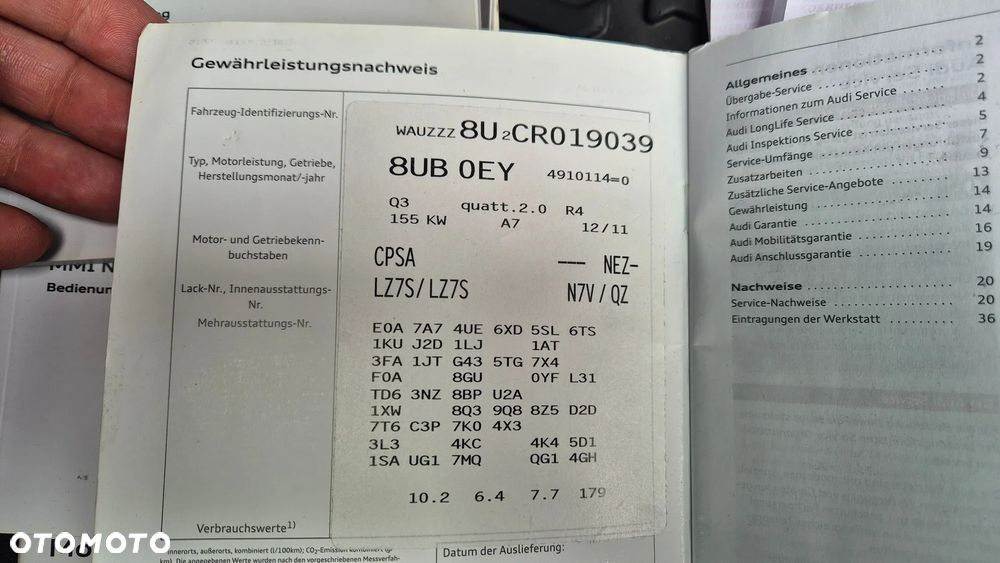 Gewährleistungsnachweis
Fahrzeug-Identifizierungs-Nr.
WAUZZZ 8U2CR019039
Typ, Motorleistung, Getriebe,
Herstellungsmonat/-jahr
8UB 0EY 4910114=0
Q3 quatt.2.0 R4
155 KW A7 12/11
Motor- und Getriebekenn-
buchstaben
CPSA --- NEZ-
Lack-Nr., Innenausstattungs-
Nr.
LZ7S/ LZ7S N7V / QZ
Mehrausstattungs-Nr.
E0A 7A7 4UE 6XD 5SL 6TS
1KU J2D 1LJ 1AT
3FA 1JT G43 5TG 7X4
F0A 8GU 0YF L31
TD6 3NZ 8BP U2A
1XW 8Q3 9Q8 8Z5 D2D
7T6 C3P 7K0 4X3
3L3 4KC 4K4 5D1
1SA UG1 7MQ QG1 4GH
10.2 6.4 7.7 179
Verbrauchswerte1)
Datum der Auslieferung:
Allgemeines 2
Übergabe-Service 2
Informationen zum Audi Service 2
Audi LongLife Service 4
Audi Inspektions Service 5
Service-Umfänge 7
Zusatzarbeiten 9
Zusätzliche Service-Angebote 13
Gewährleistung 14
Audi Garantie 14
Audi Mobilitätsgarantie 16
Audi Anschlussgarantie 19
Nachweise 20
Service-Nachweise 20
Eintragungen der Werkstatt 36
MMI N
Bedienun
OTOMOTO